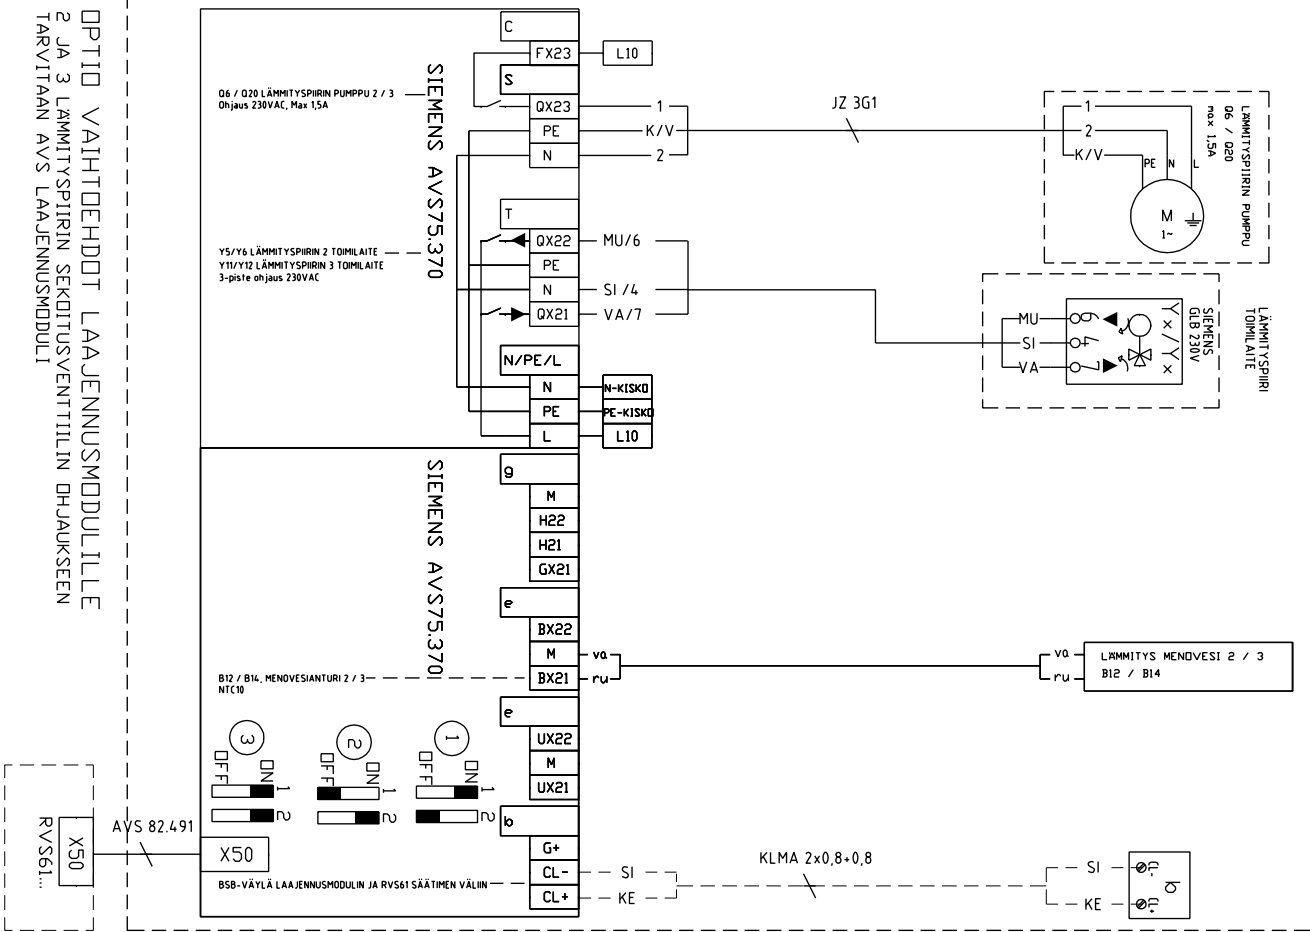 OPTIO VAIHTOEHDOT LAAJENNUSMODULILLE
2 JA 3 LÄMMITYSPIIRIN SEKOITUSVENTTIILIN OHJAUKSEEN
TARVITAAN AVS LAAJENNUSMODULI
SIEMENS AVS75.370
Q6 / Q20 LÄMMITYSPIIRIN PUMPPU 2 / 3
Ohjaus 230VAC, Max 1,5A
C
FX23
L10
S
QX23
1
PE
K/V
N
2
JZ 3G1
1
2
K/V
PE
N
L
M
1~
LÄMMITYSPIIRIN PUMPPU
Q6 / Q20
max 1,5A
Y5/Y6 LÄMMITYSPIIRIN 2 TOIMILAITE
Y11/Y12 LÄMMITYSPIIRIN 3 TOIMILAITE
3-piste ohjaus 230VAC
T
QX22
MU/6
PE
N
SI /4
QX21
VA/7
MU
SI
VA
6
4
7
Yx/Yx
SIEMENS
GLB 230V
LÄMMITYSPIIRI
TOIMILAITE
N/PE/L
N
N-KISKO
PE
PE-KISKO
L
L10
SIEMENS AVS75.370
g
M
H22
H21
GX21
e
BX22
M
va
BX21
ru
va
ru
LÄMMITYS MENOVESI 2 / 3
B12 / B14
B12 / B14, MENOVESIANTURI 2 / 3
NTC10
e
UX22
M
UX21
3
OFF
ON
1
2
2
OFF
ON
1
2
1
OFF
ON
1
2
b
G+
CL-
SI
CL+
KE
KLMA 2x0,8+0,8
SI
KE
CL-
CL+
b
BSB-VÄYLÄ LAAJENNUSMODULIN JA RVS61 SÄÄTIMEN VÄLIIN
X50
AVS 82.491
X50
RVS61...